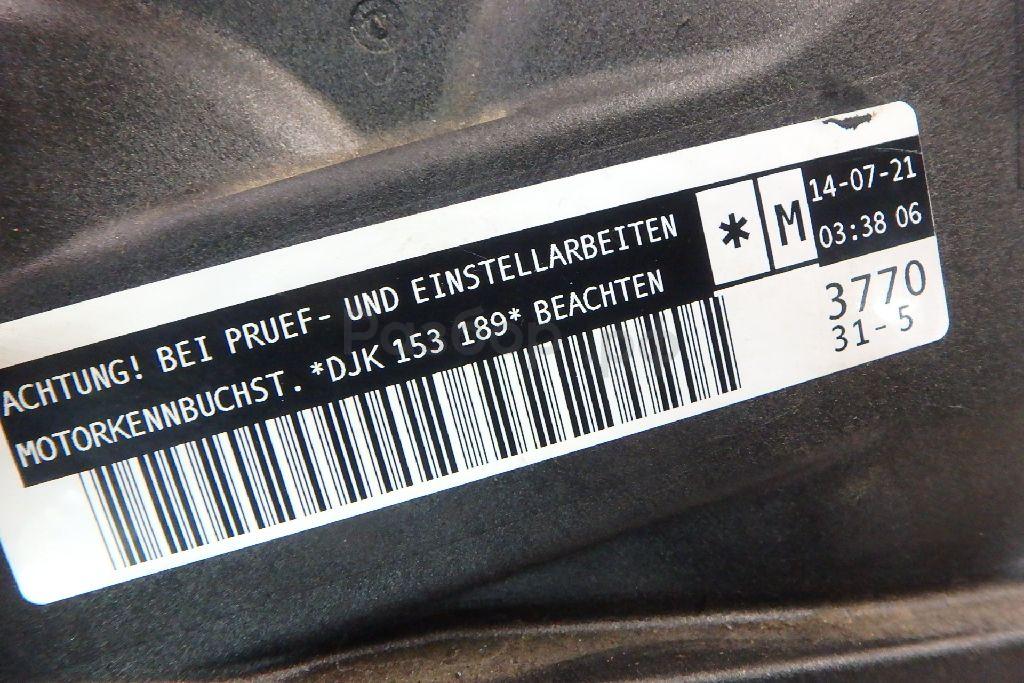 ACHTUNG! BEI PRUEF- UND EINSTELLARBEITEN
MOTORKENNBUCHST. *DJK 153 189* BEACHTEN
* M
14-07-21
03:38 06
3770
31-5